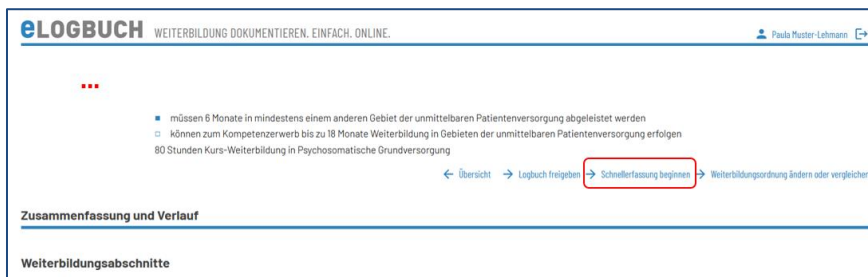 eLOGBUCH WEITERBILDUNG DOKUMENTIEREN. EINFACH. ONLINE. Paula Muster-Lehmann
...
müssen 6 Monate in mindestens einem anderen Gebiet der unmittelbaren Patientenversorgung abgeleistet werden
können zum Kompetenzerwerb bis zu 18 Monate Weiterbildung in Gebieten der unmittelbaren Patientenversorgung erfolgen
80 Stunden Kurs-Weiterbildung in Psychosomatische Grundversorgung
← Übersicht → Logbuch freigeben → Schnellerfassung beginnen → Weiterbildungsordnung ändern oder vergleichen
Zusammenfassung und Verlauf
Weiterbildungsabschnitte